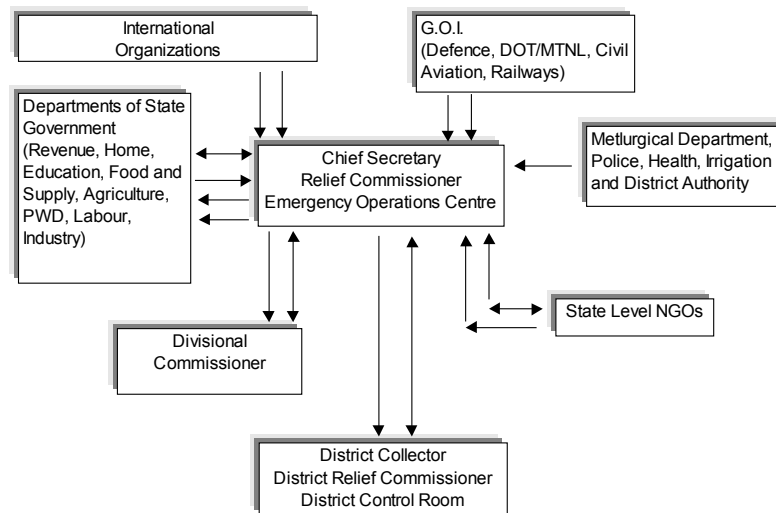 International
Organizations
G.O.I.
(Defence, DOT/MTNL, Civil
Aviation, Railways)
Departments of State
Government
(Revenue, Home,
Education, Food and
Supply, Agriculture,
PWD, Labour,
Industry)
Chief Secretary
Relief Commissioner
Emergency Operations Centre
Metlurgical Department,
Police, Health, Irrigation
and District Authority
State Level NGOs
Divisional
Commissioner
District Collector
District Relief Commissioner
District Control Room